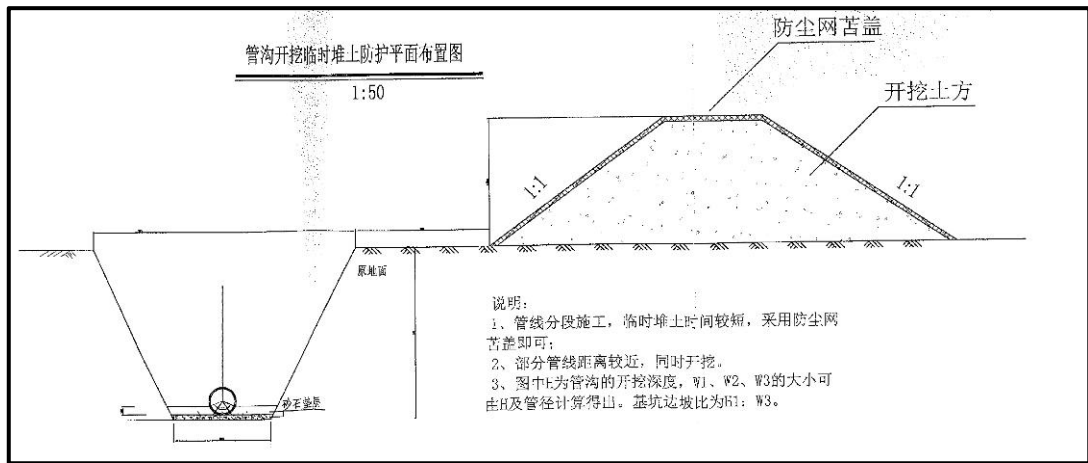 防尘网苫盖
管沟开挖临时堆土防护平面布置图
1:50
开挖土方
1:1
1:1
原地面
说明：
1、管线分段施工，临时堆土时间较短，采用防尘网
苫盖即可；
2、部分管线距离较近，同时开挖。
3、图中H为管沟的开挖深度，W1、W2、W3的大小可
由H及管径计算得出。基坑边坡比为H1：W3。
砂石垫层